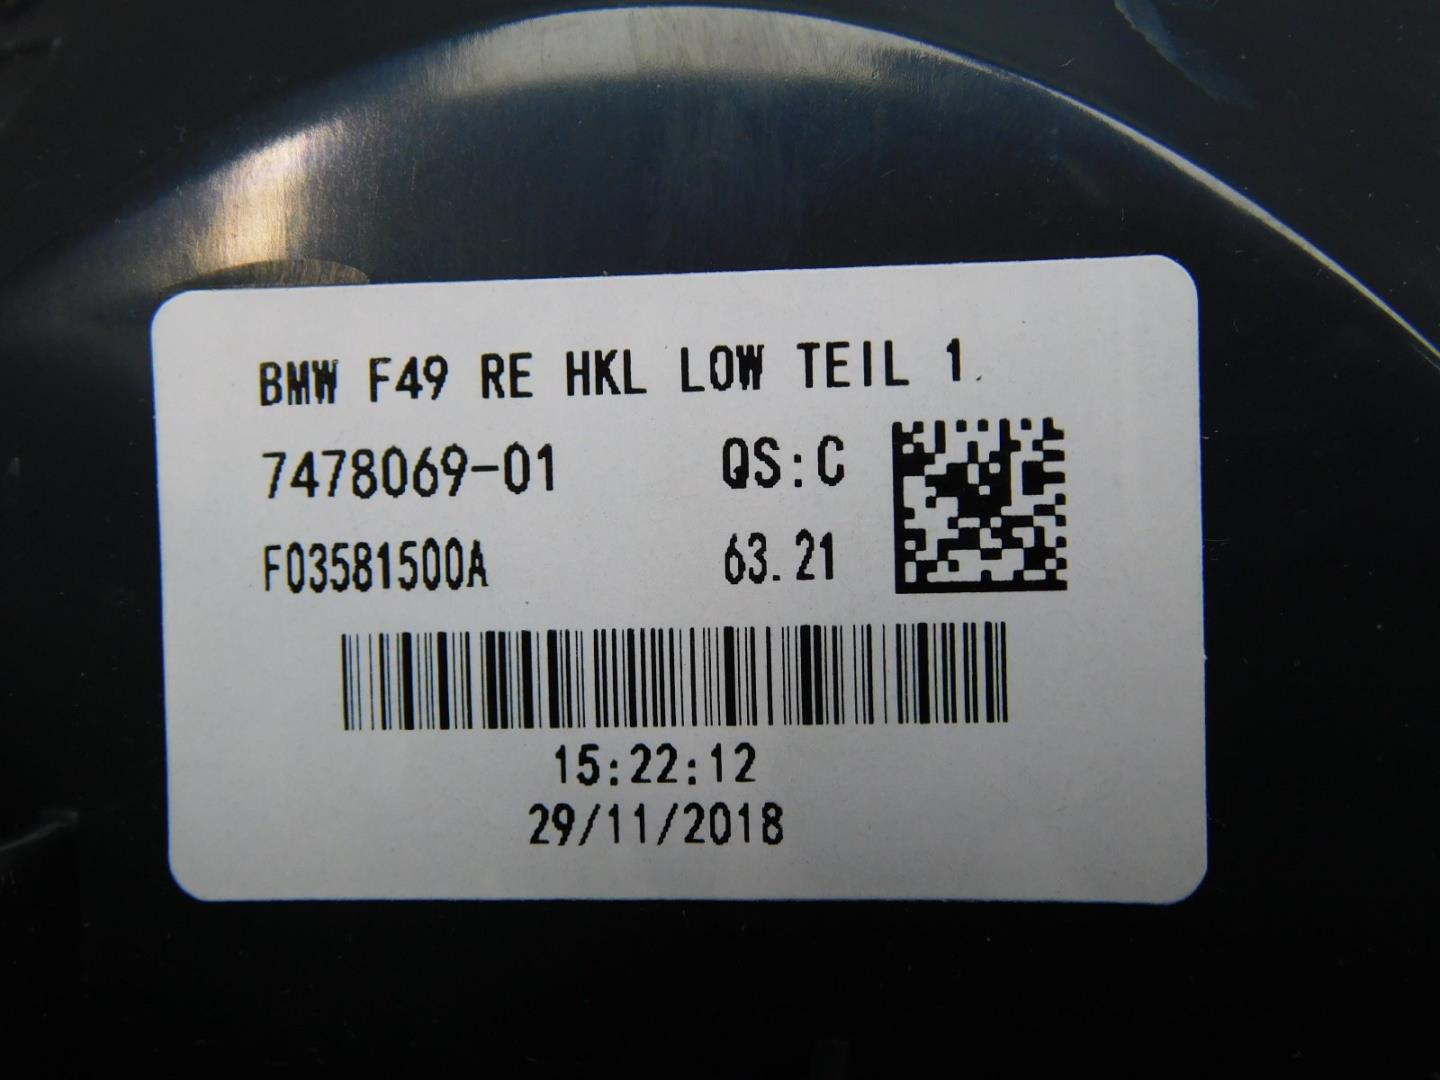 BMW F49 RE HKL LOW TEIL 1
7478069-01 QS:C
F03581500A 63.21
15:22:12
29/11/2018